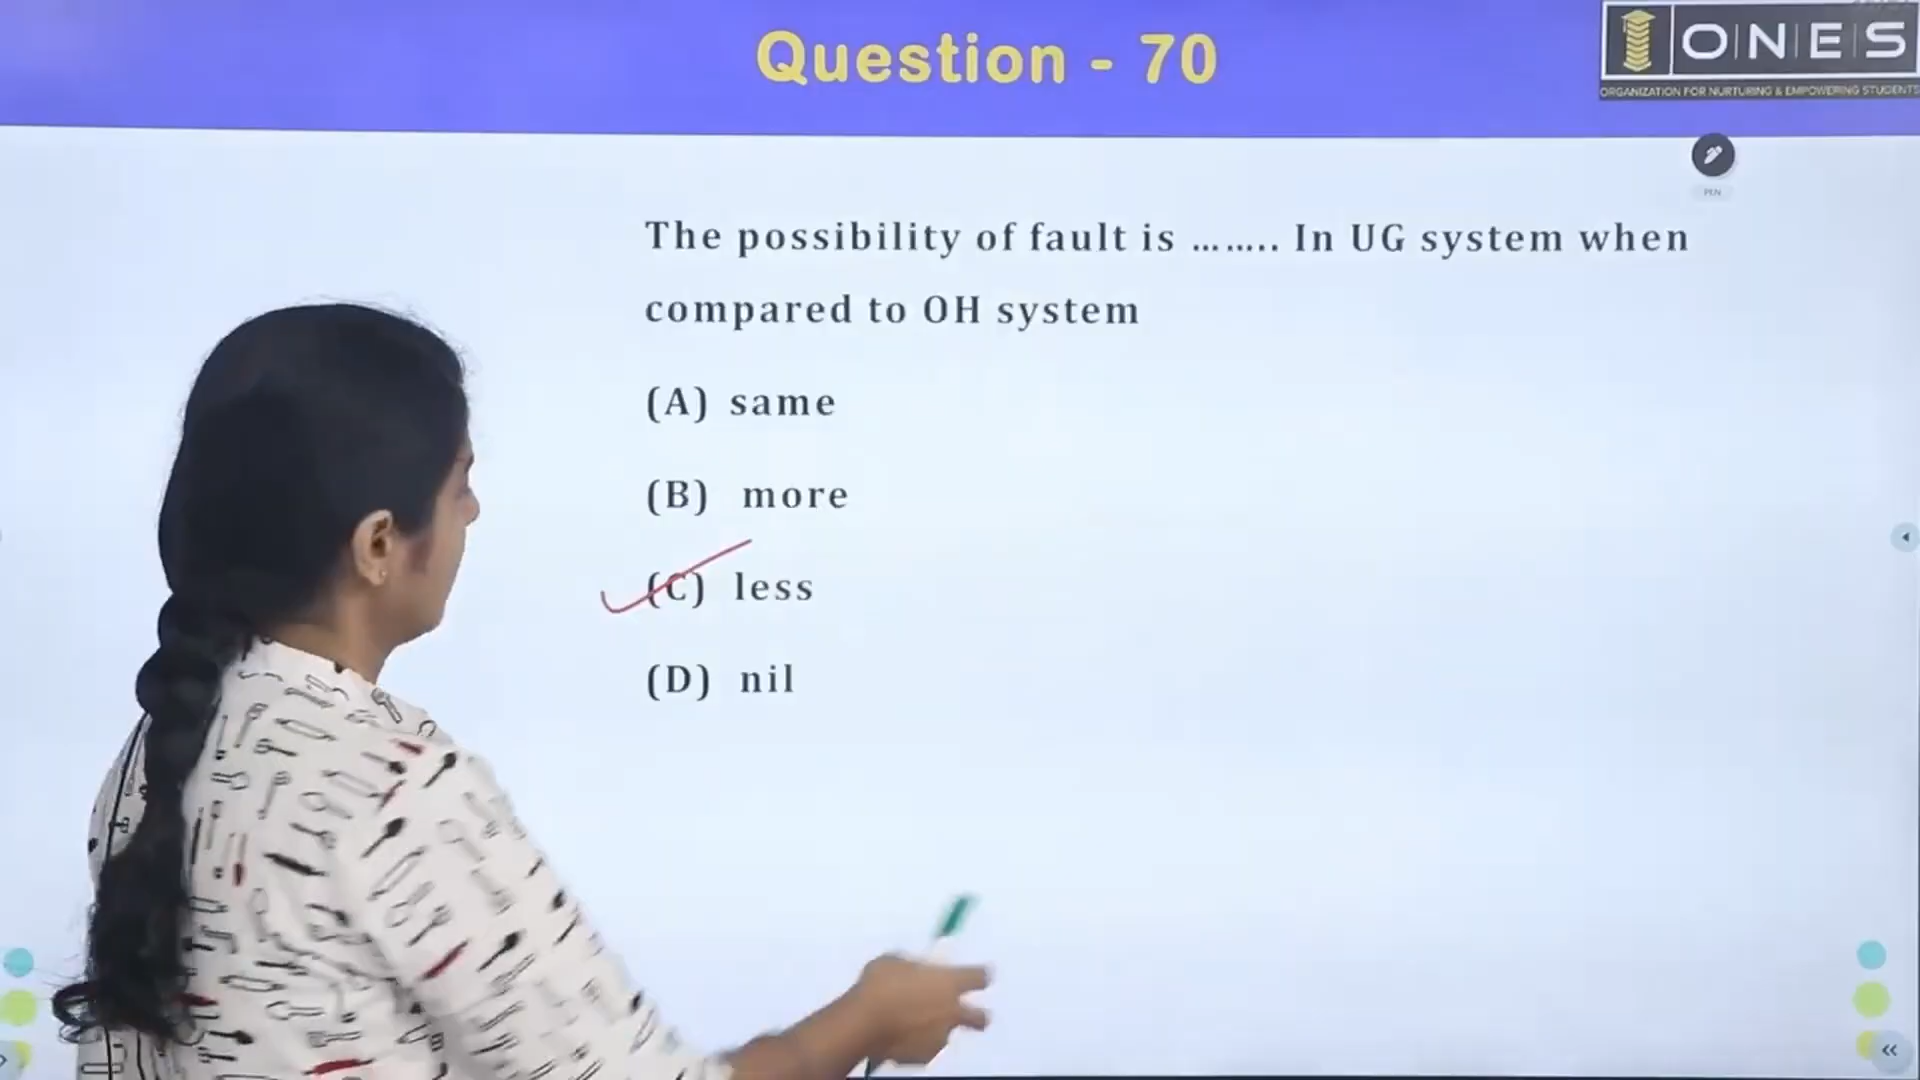 Question - 70
ONES
ORGANIZATION FOR NURTURING & EMPOWERING STUDENTS
PEN
The possibility of fault is ........ In UG system when
compared to OH system
(A) same
(B) more
(C) less
(D) nil